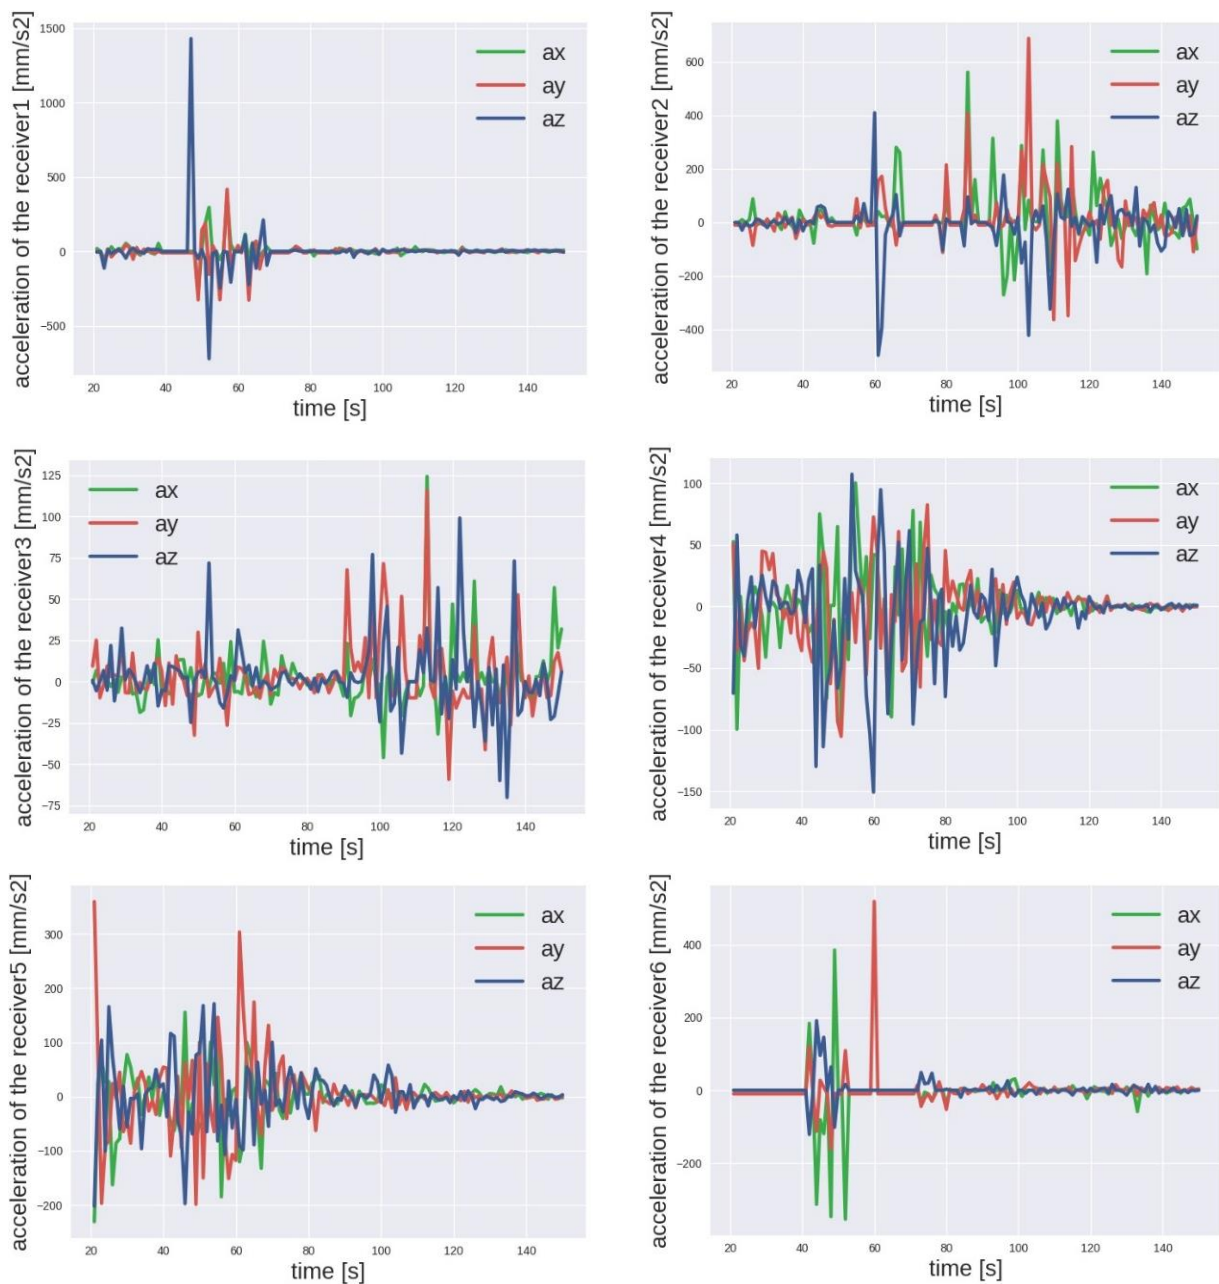 acceleration of the receiver1 [mm/s2]
1500
1000
500
0
−500
ax
ay
az
20 40 60 80 100 120 140
time [s]
acceleration of the receiver2 [mm/s2]
600
400
200
0
−200
−400
ax
ay
az
20 40 60 80 100 120 140
time [s]
acceleration of the receiver3 [mm/s2]
125
100
75
50
25
0
−25
−50
−75
ax
ay
az
20 40 60 80 100 120 140
time [s]
acceleration of the receiver4 [mm/s2]
100
50
0
−50
−100
−150
ax
ay
az
20 40 60 80 100 120 140
time [s]
acceleration of the receiver5 [mm/s2]
300
200
100
0
−100
−200
ax
ay
az
20 40 60 80 100 120 140
time [s]
acceleration of the receiver6 [mm/s2]
400
200
0
−200
ax
ay
az
20 40 60 80 100 120 140
time [s]